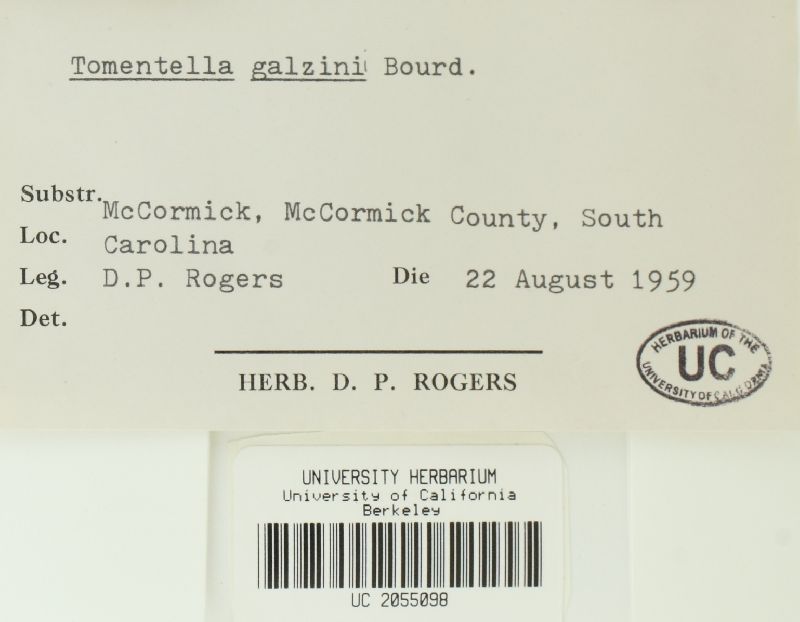 Tomentella galzini Bourd.
Substr.
McCormick, McCormick County, South
Loc. Carolina
Leg. D.P. Rogers Die 22 August 1959
Det.
HERB. D. P. ROGERS
HERBARIUM OF THE
UC
UNIVERSITY OF CALIFORNIA
UNIVERSITY HERBARIUM
University of California
Berkeley
UC 2055098